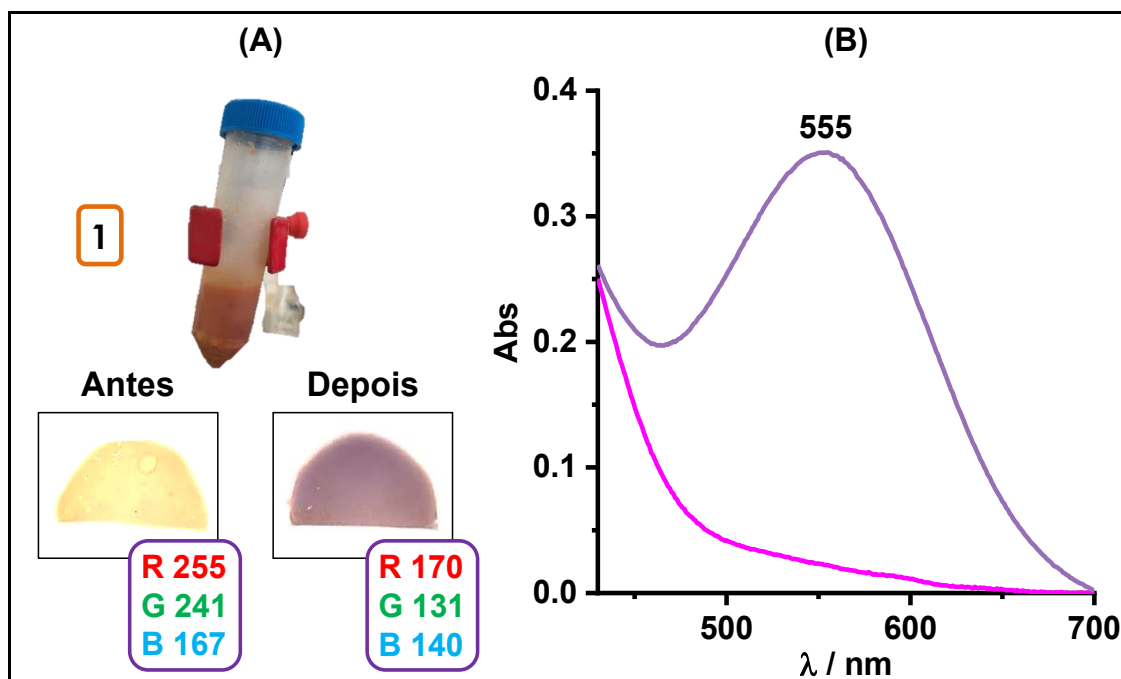 (A)
1
Antes
Depois
R 255
G 241
B 167
R 170
G 131
B 140
(B)
555
0.4
0.3
0.2
0.1
0.0
Abs
500
600
700
λ / nm